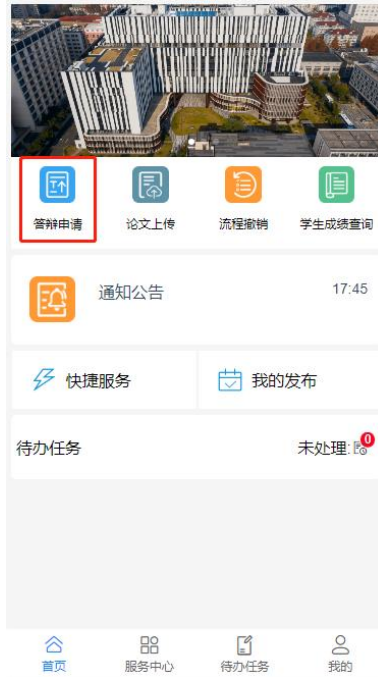 答辩申请
论文上传
流程撤销
学生成绩查询
通知公告
17:45
快捷服务
我的发布
待办任务
未处理:
0
首页
服务中心
待办任务
我的